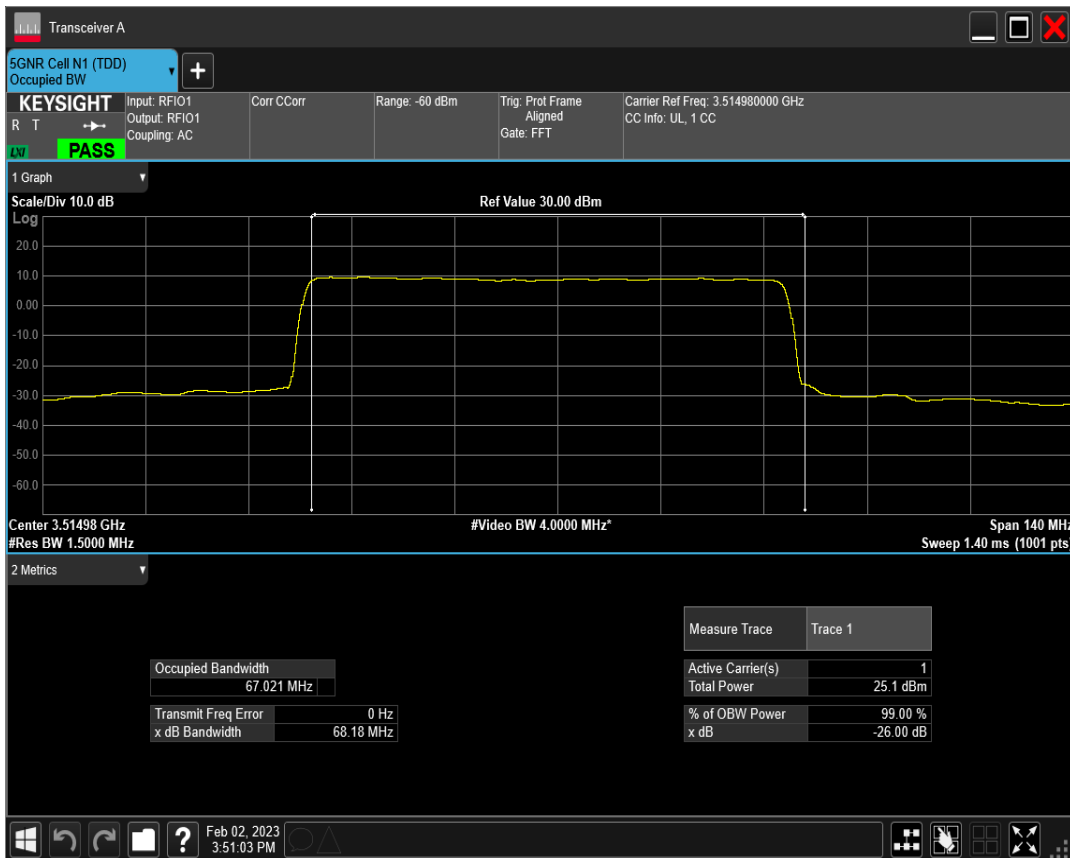 Transceiver A
5GNR Cell N1 (TDD)
Occupied BW
+
KEYSIGHT
R T
LXI
PASS
Input: RFIO1
Output: RFIO1
Coupling: AC
Corr CCorr
Range: -60 dBm
Trig: Prot Frame
Aligned
Gate: FFT
Carrier Ref Freq: 3.514980000 GHz
CC Info: UL, 1 CC
1 Graph
Scale/Div 10.0 dB
Ref Value 30.00 dBm
Log
20.0
10.0
0.00
-10.0
-20.0
-30.0
-40.0
-50.0
-60.0
Center 3.51498 GHz
#Video BW 4.0000 MHz*
Span 140 MHz
#Res BW 1.5000 MHz
Sweep 1.40 ms (1001 pts)
2 Metrics
Measure Trace Trace 1
Occupied Bandwidth
67.021 MHz
Active Carrier(s) 1
Total Power 25.1 dBm
Transmit Freq Error 0 Hz
x dB Bandwidth 68.18 MHz
% of OBW Power 99.00 %
x dB -26.00 dB
?
Feb 02, 2023
3:51:03 PM